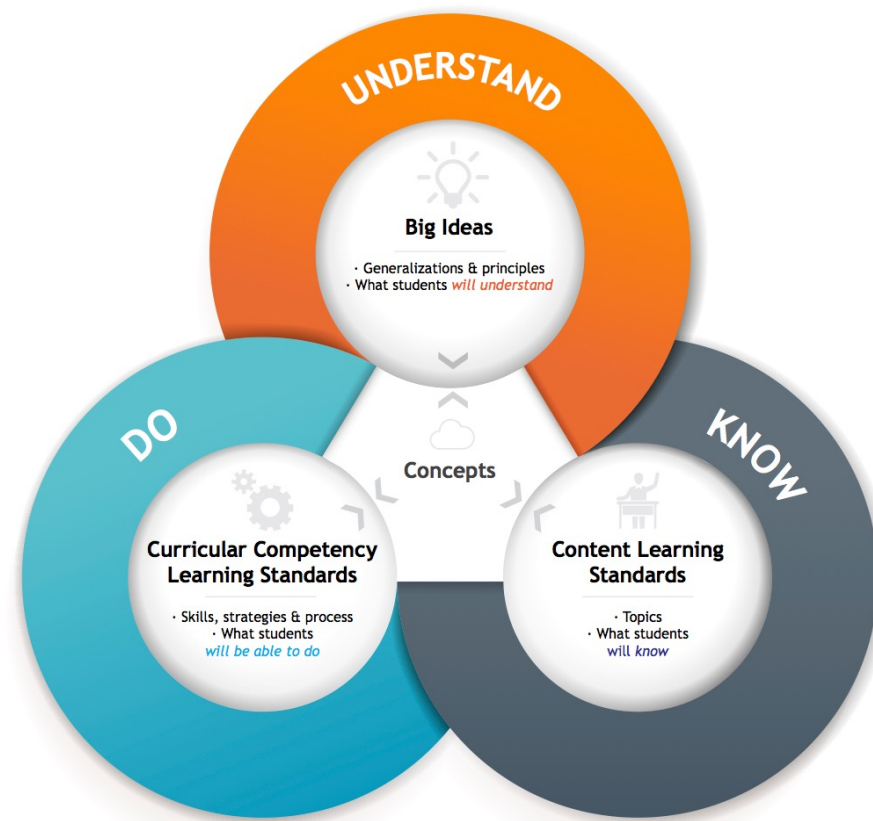 UNDERSTAND
Big Ideas
· Generalizations & principles
· What students will understand
Concepts
DO
Curricular Competency
Learning Standards
· Skills, strategies & process
· What students
will be able to do
KNOW
Content Learning
Standards
· Topics
· What students
will know